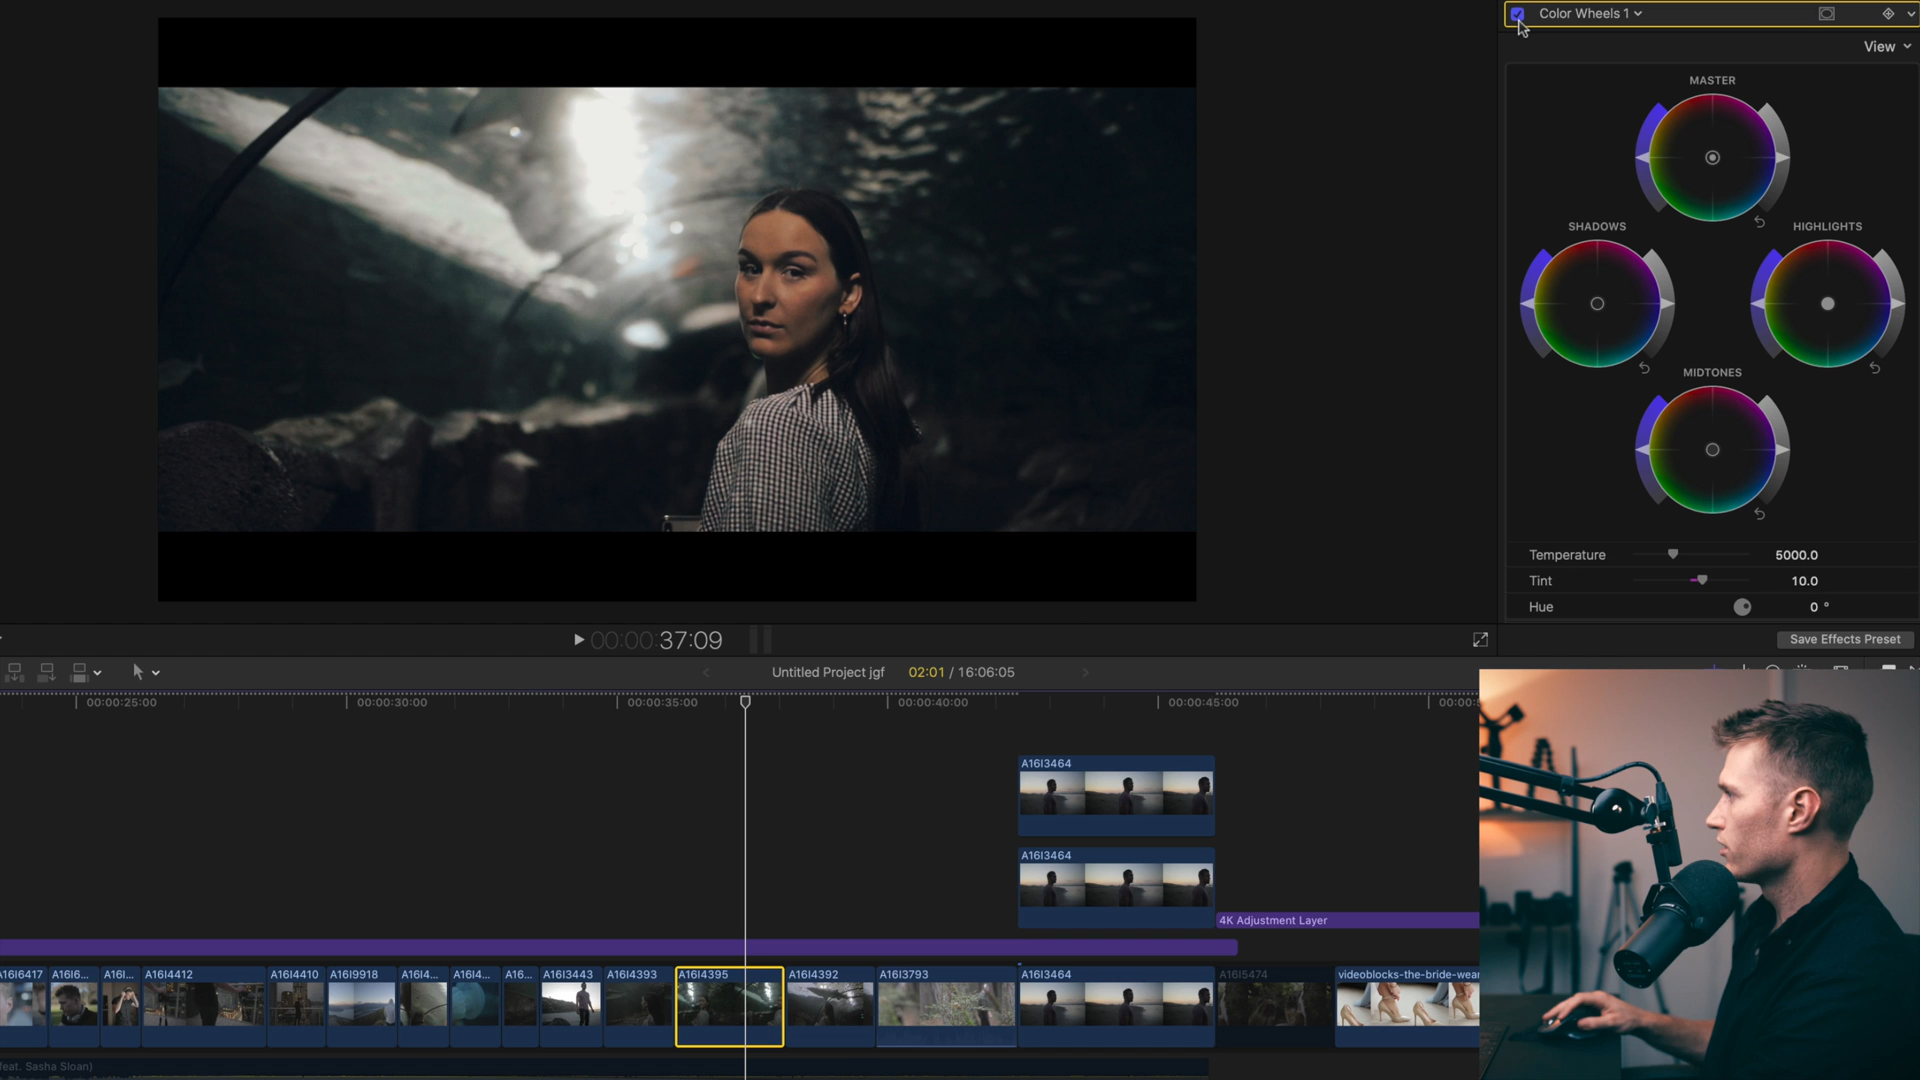 Color Wheels 1
View
MASTER
SHADOWS
HIGHLIGHTS
MIDTONES
Temperature 5000.0
Tint 10.0
Hue 0 °
Save Effects Preset
00:00:37:09
Untitled Project jgf 02:01 / 16:06:05
00:00:25:00 00:00:30:00 00:00:35:00 00:00:40:00 00:00:45:00 00:00:5
A16I3464
A16I3464
4K Adjustment Layer
A16I6417 A16I6... A16I... A16I4412 A16I4410 A16I9918 A16I4... A16I4... A16... A16I3443 A16I4393 A16I4395 A16I4392 A16I3793 A16I3464 A16I5474 videoblocks-the-bride-wear
feat. Sasha Sloan)